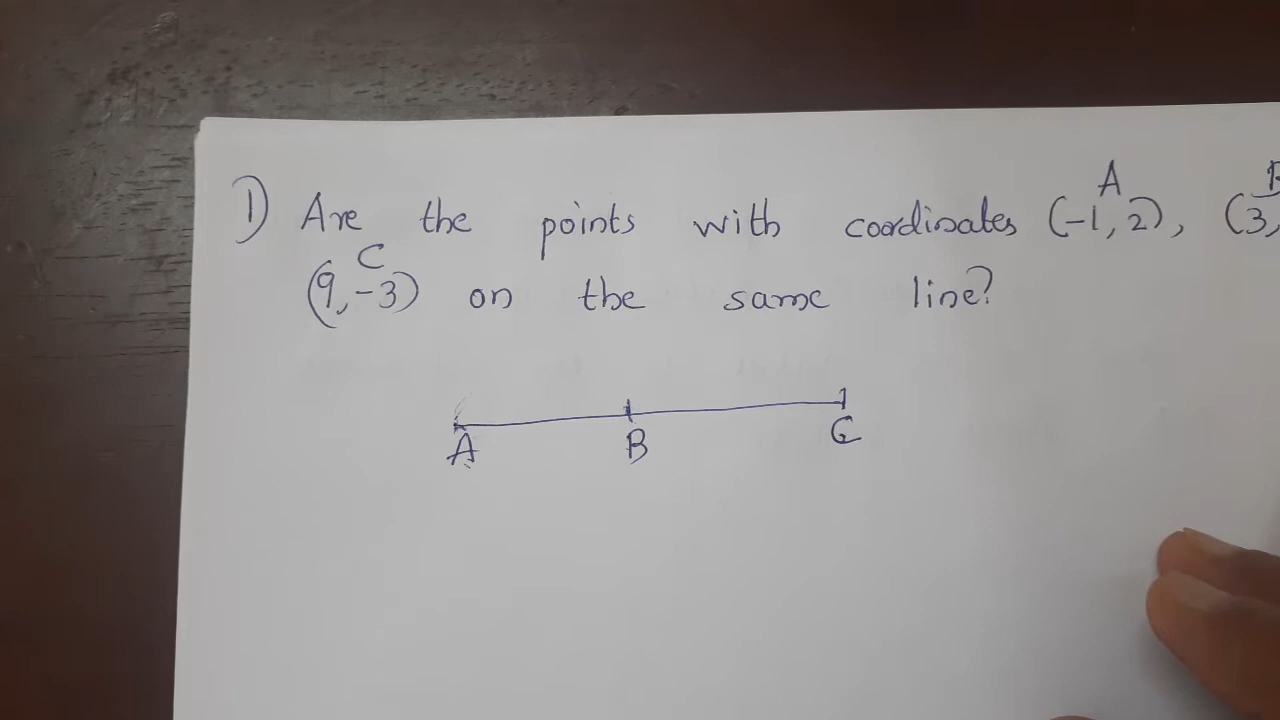 1) Are the points with coordinates (-1, 2), (3,
A
(9, -3) on the same line?
C
A B C